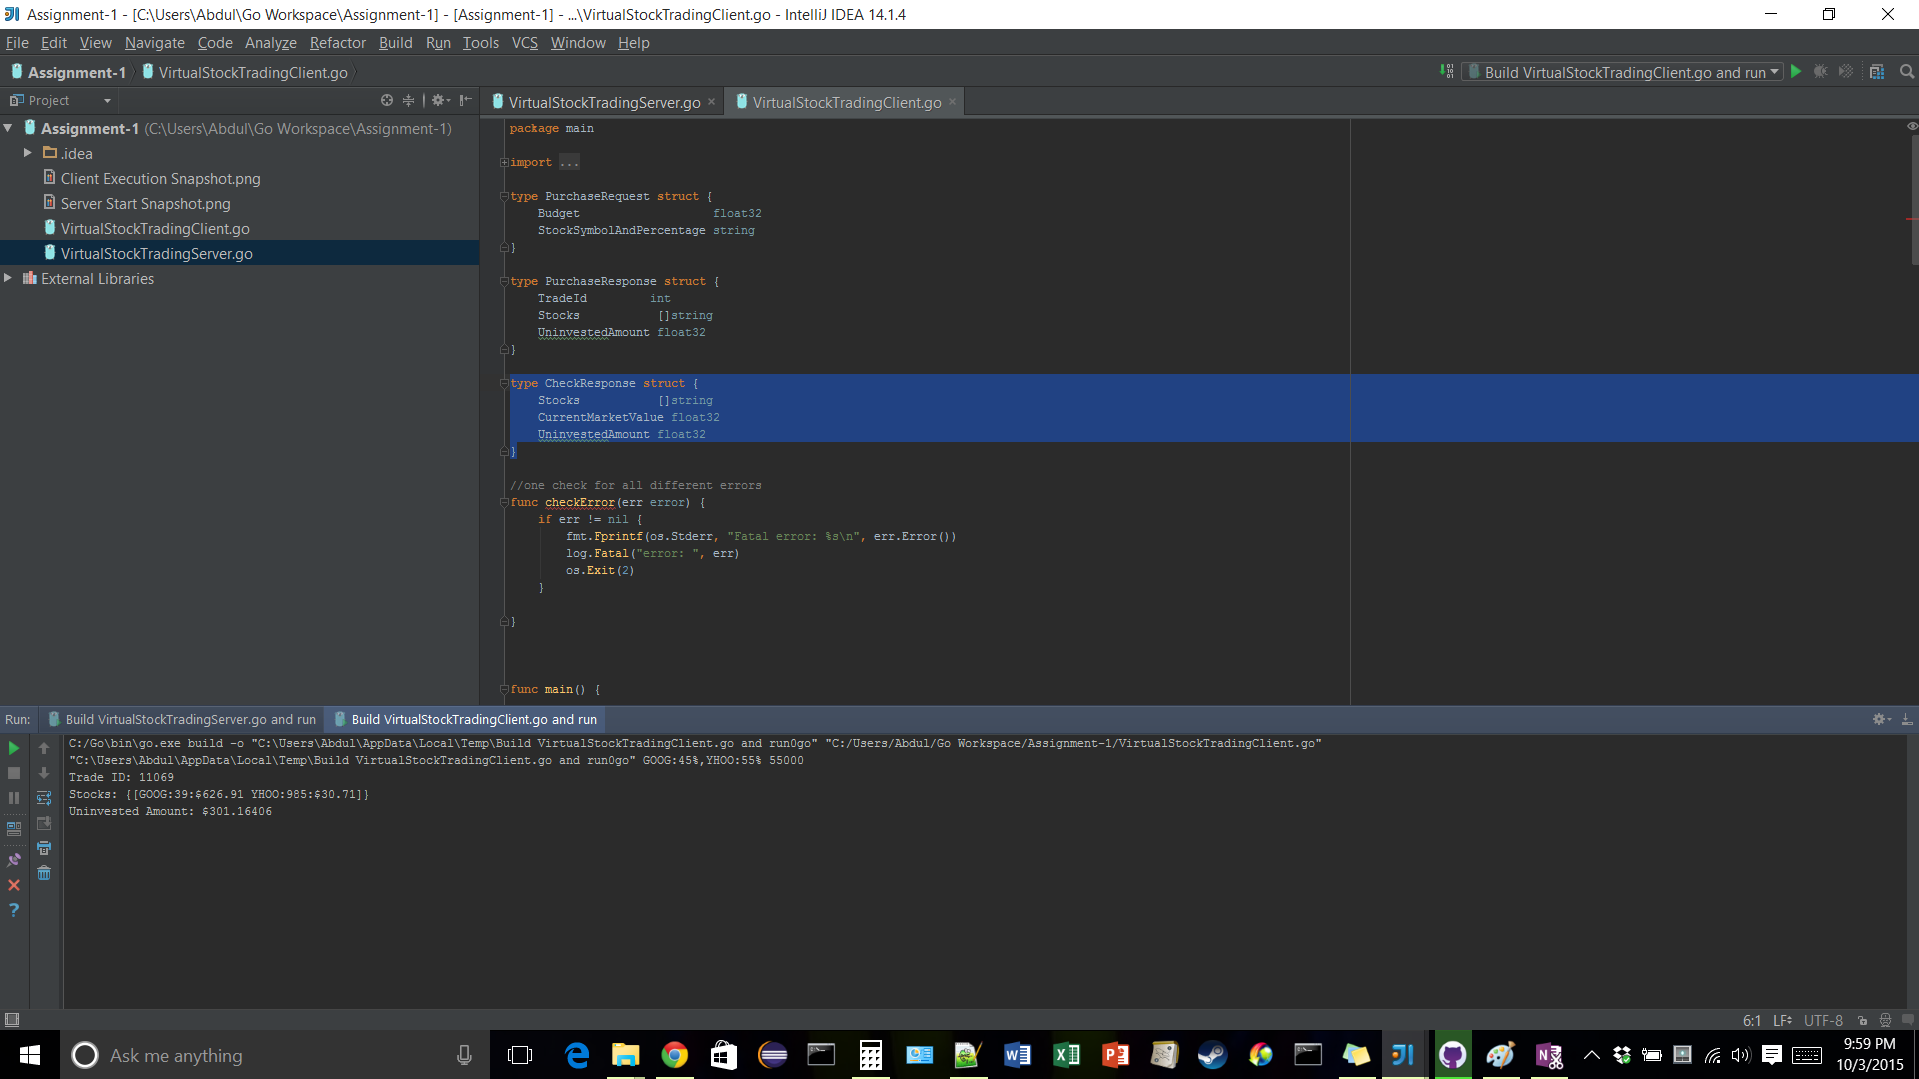 Assignment-1 - [C:\Users\Abdul\Go Workspace\Assignment-1] - [Assignment-1] - ...\VirtualStockTradingClient.go - IntelliJ IDEA 14.1.4
File Edit View Navigate Code Analyze Refactor Build Run Tools VCS Window Help
Assignment-1 VirtualStockTradingClient.go Build VirtualStockTradingClient.go and run
Project
Assignment-1 (C:\Users\Abdul\Go Workspace\Assignment-1)
.idea
Client Execution Snapshot.png
Server Start Snapshot.png
VirtualStockTradingClient.go
VirtualStockTradingServer.go
External Libraries
VirtualStockTradingServer.go VirtualStockTradingClient.go
package main
import ...
type PurchaseRequest struct {
Budget float32
StockSymbolAndPercentage string
}
type PurchaseResponse struct {
TradeId int
Stocks []string
UninvestedAmount float32
}
type CheckResponse struct {
Stocks []string
CurrentMarketValue float32
UninvestedAmount float32
}
//one check for all different errors
func checkError(err error) {
if err != nil {
fmt.Fprintf(os.Stderr, "Fatal error: %s\n", err.Error())
log.Fatal("error: ", err)
os.Exit(2)
}
}
func main() {
Run: Build VirtualStockTradingServer.go and run Build VirtualStockTradingClient.go and run
C:/Go\bin\go.exe build -o "C:\Users\Abdul\AppData\Local\Temp\Build VirtualStockTradingClient.go and run0go" "C:/Users/Abdul/Go Workspace/Assignment-1/VirtualStockTradingClient.go"
"C:\Users\Abdul\AppData\Local\Temp\Build VirtualStockTradingClient.go and run0go" GOOG:45%,YHOO:55% 55000
Trade ID: 11069
Stocks: {[GOOG:39:$626.91 YHOO:985:$30.71]}
Uninvested Amount: $301.16406
6:1 LF UTF-8
Ask me anything
9:59 PM
10/3/2015